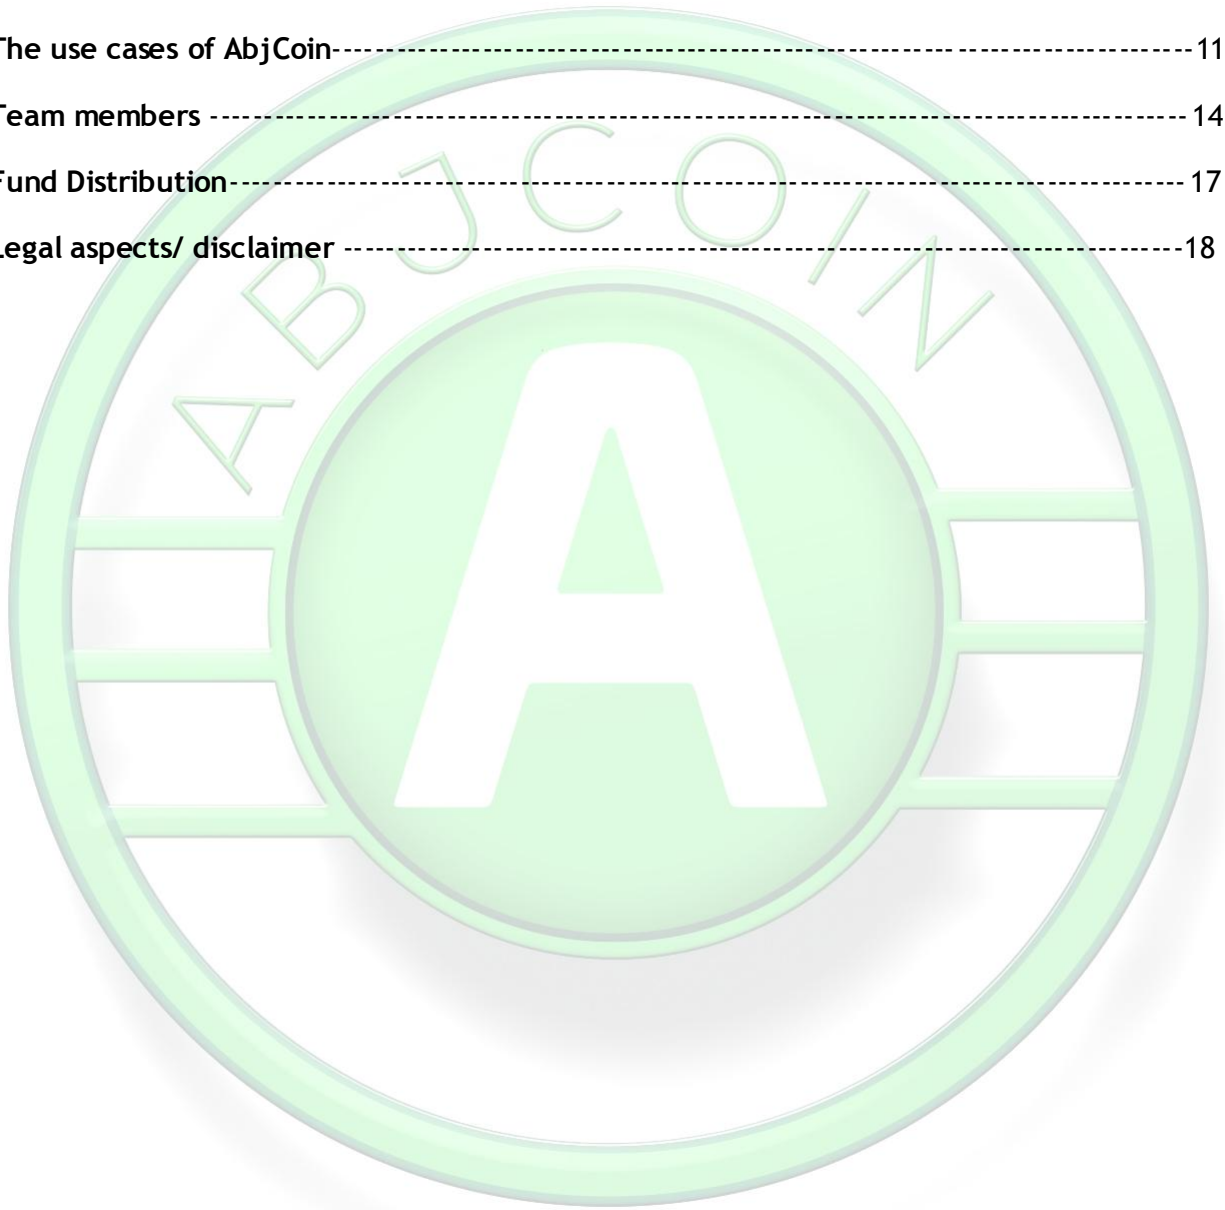 The use cases of AbjCoin------------------------------------------------------------------------------------------11
Team members ----------------------------------------------------------------------------------------------------14
Fund Distribution---------------------------------------------------------------------------------------------------17
Legal aspects/ disclaimer ---------------------------------------------------------------------------------------18
ABJCOIN
A